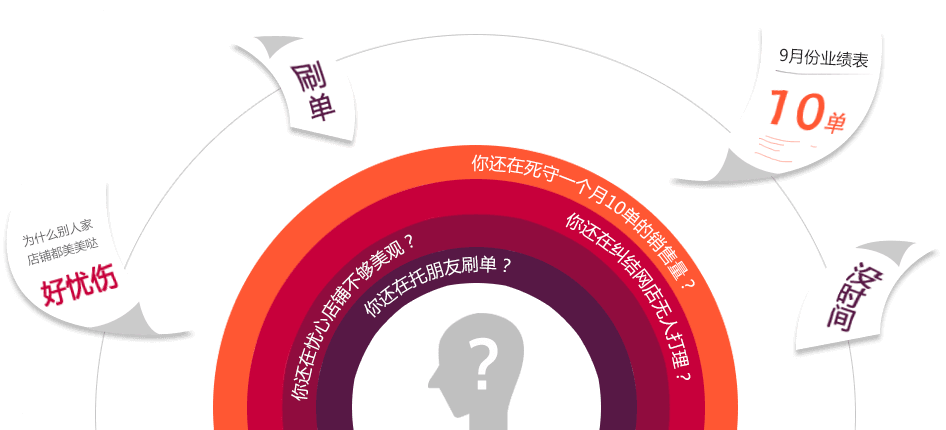 刷单
9月份业绩表
10单
为什么别人家
店铺都美美哒
好忧伤
没时间
你还在死守一个月10单的销售量？
你还在纠结网店无人打理？
你还在忧心店铺不够美观？
你还在托朋友刷单？
?